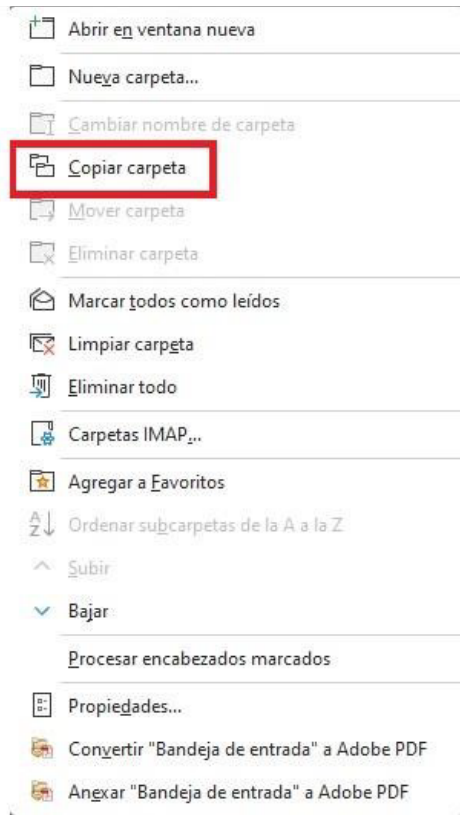 Abrir en ventana nueva
Nueva carpeta...
Cambiar nombre de carpeta
Copiar carpeta
Mover carpeta
Eliminar carpeta
Marcar todos como leídos
Limpiar carpeta
Eliminar todo
Carpetas IMAP...
Agregar a Favoritos
Ordenar subcarpetas de la A a la Z
Subir
Bajar
Procesar encabezados marcados
Propiedades...
Convertir "Bandeja de entrada" a Adobe PDF
Anexar "Bandeja de entrada" a Adobe PDF